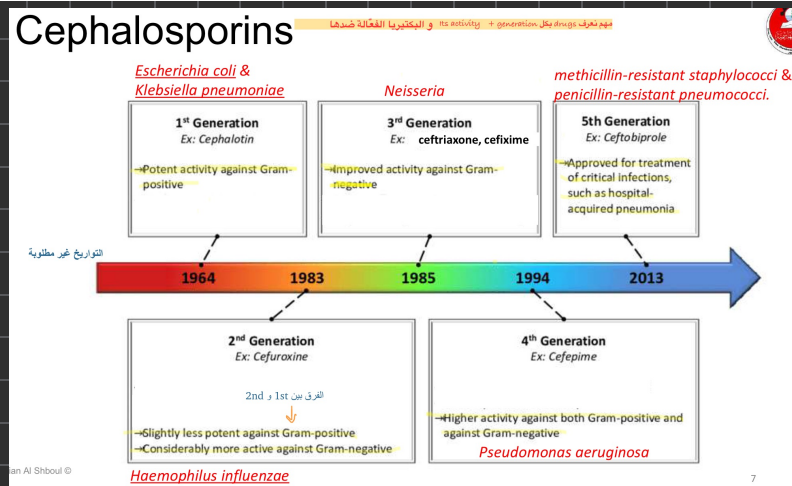 Cephalosporins
مهم نعرف drugs بكل generation + Its activity و البكتيريا الفعّالة ضدها
Escherichia coli &
Klebsiella pneumoniae
Neisseria
methicillin-resistant staphylococci &
penicillin-resistant pneumococci.
1st Generation
Ex: Cephalotin
→Potent activity against Gram-
positive
3rd Generation
Ex: ceftriaxone, cefixime
→Improved activity against Gram-
negative
5th Generation
Ex: Ceftobiprole
→Approved for treatment
of critical infections,
such as hospital-
acquired pneumonia
التواريخ غير مطلوبة
1964 1983 1985 1994 2013
2nd Generation
Ex: Cefuroxine
الفرق بين 1st و 2nd
→Slightly less potent against Gram-positive
→Considerably more active against Gram-negative
Haemophilus influenzae
4th Generation
Ex: Cefepime
→Higher activity against both Gram-positive and
against Gram-negative
Pseudomonas aeruginosa
ian Al Shboul ©
7